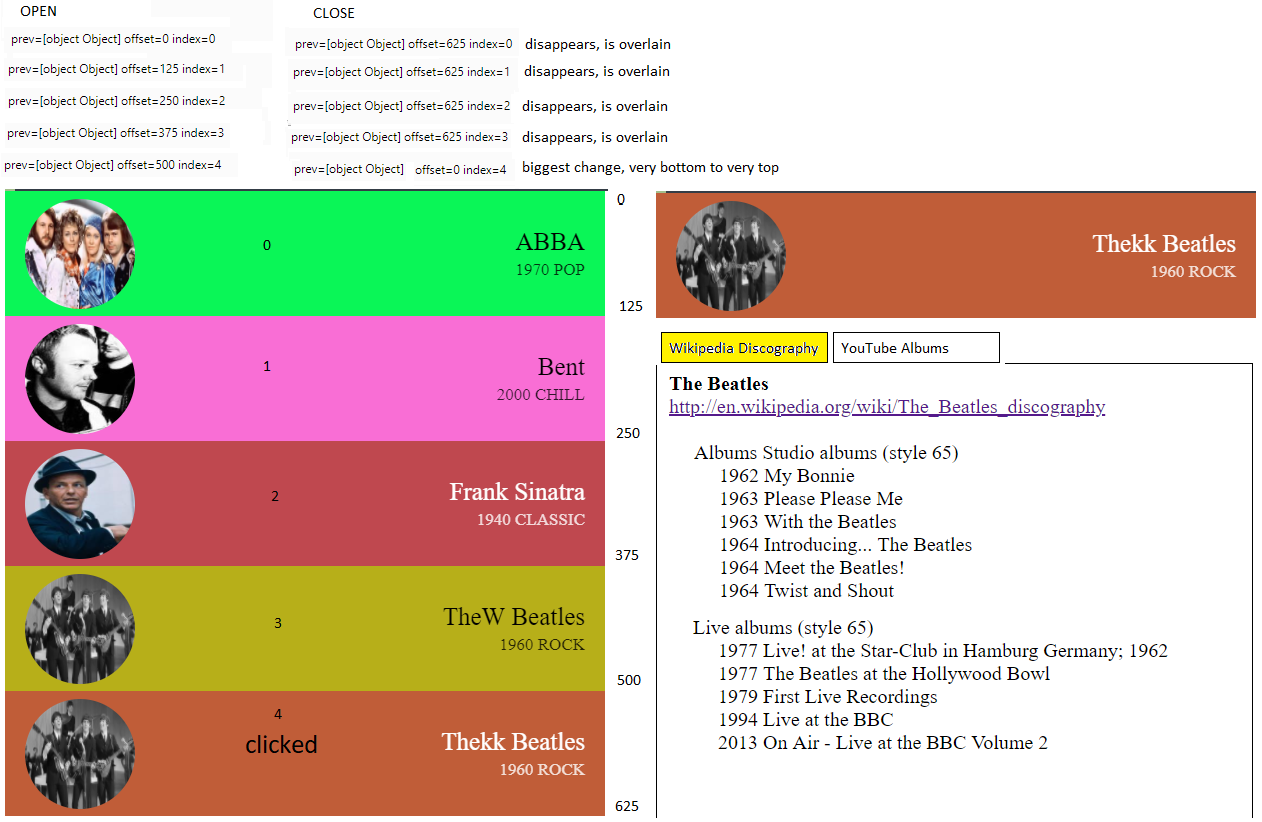 OPEN
CLOSE
prev=[object Object] offset=0 index=0
prev=[object Object] offset=625 index=0 disappears, is overlain
prev=[object Object] offset=125 index=1
prev=[object Object] offset=625 index=1 disappears, is overlain
prev=[object Object] offset=250 index=2
prev=[object Object] offset=625 index=2 disappears, is overlain
prev=[object Object] offset=375 index=3
prev=[object Object] offset=625 index=3 disappears, is overlain
prev=[object Object] offset=500 index=4
prev=[object Object] offset=0 index=4 biggest change, very bottom to very top
0
0
ABBA
1970 POP
125
1
Bent
2000 CHILL
250
2
Frank Sinatra
1940 CLASSIC
375
3
TheW Beatles
1960 ROCK
500
4
clicked
Thekk Beatles
1960 ROCK
625
Thekk Beatles
1960 ROCK
Wikipedia Discography YouTube Albums
The Beatles
http://en.wikipedia.org/wiki/The_Beatles_discography
Albums Studio albums (style 65)
1962 My Bonnie
1963 Please Please Me
1963 With the Beatles
1964 Introducing... The Beatles
1964 Meet the Beatles!
1964 Twist and Shout
Live albums (style 65)
1977 Live! at the Star-Club in Hamburg Germany; 1962
1977 The Beatles at the Hollywood Bowl
1979 First Live Recordings
1994 Live at the BBC
2013 On Air - Live at the BBC Volume 2